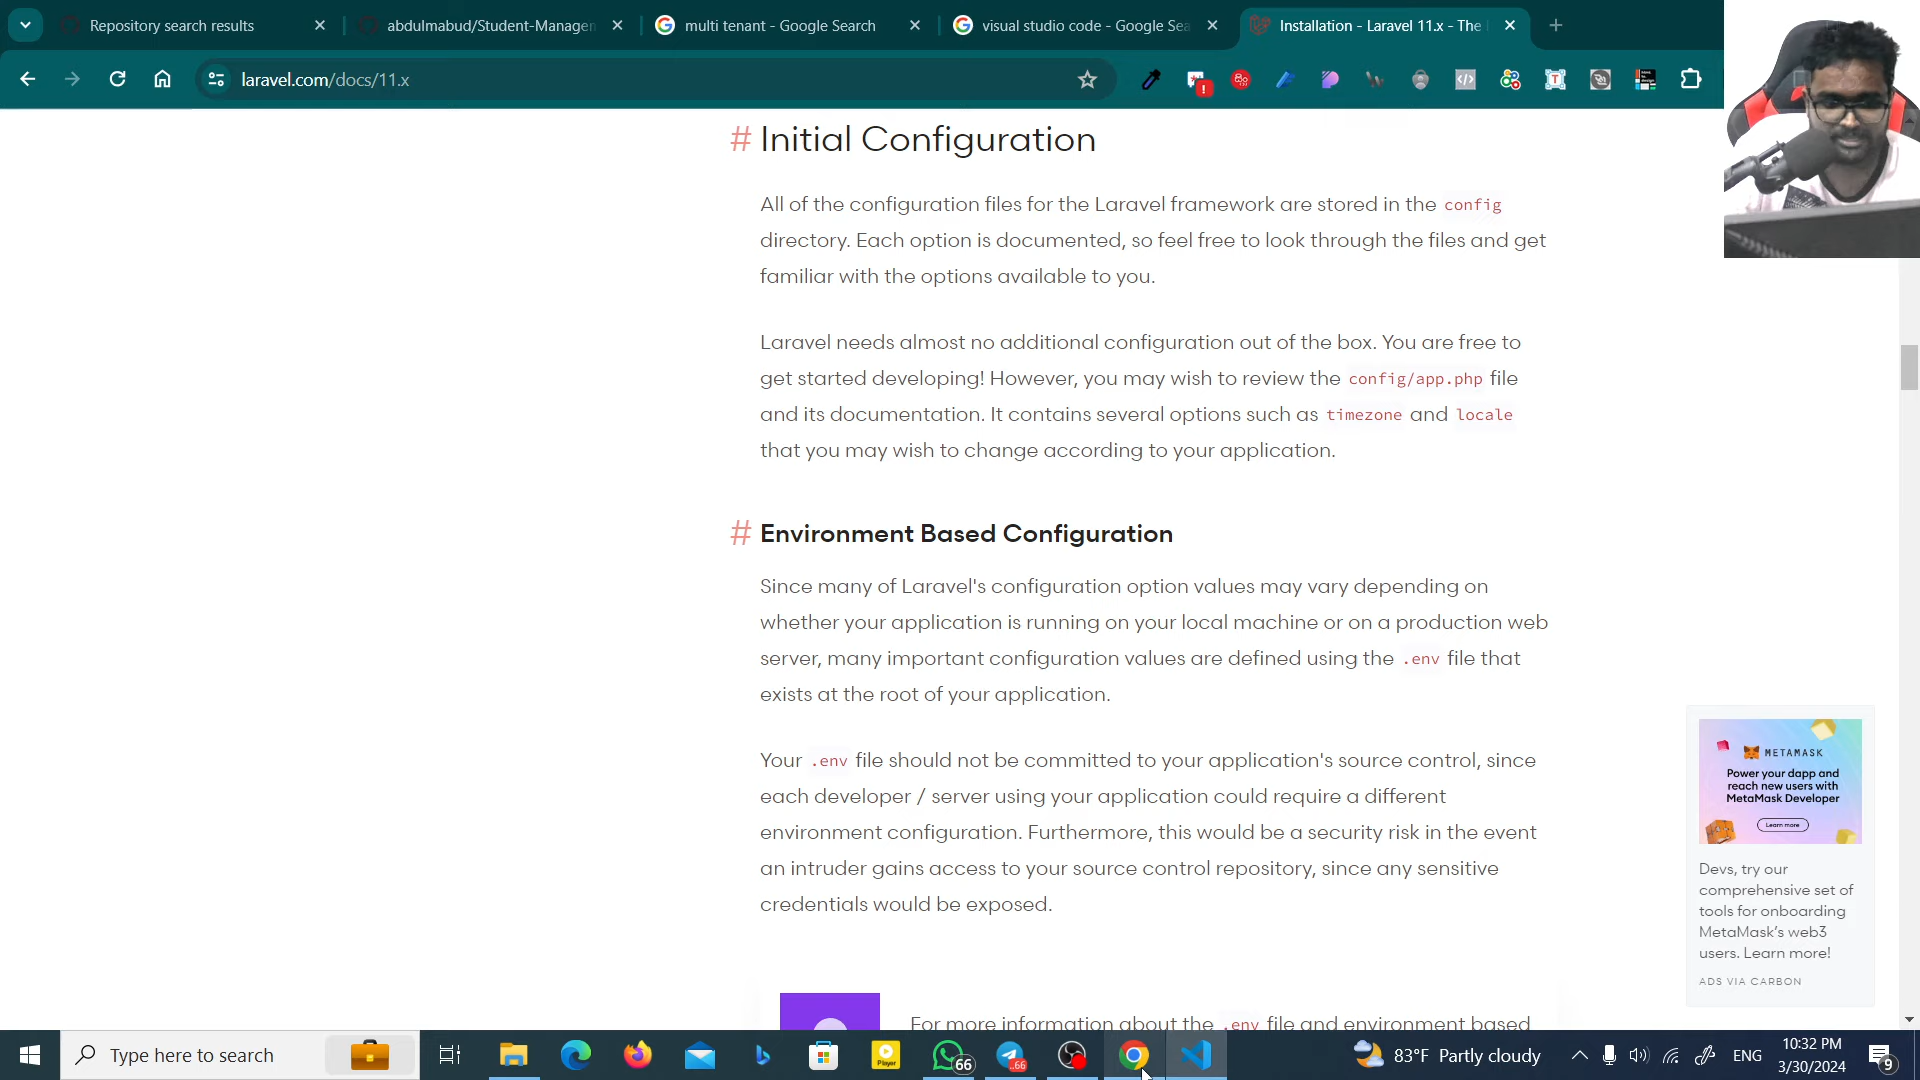 Repository search results
abdulmabud/Student-Managen
multi tenant - Google Search
visual studio code - Google Sea
Installation - Laravel 11.x - The
laravel.com/docs/11.x
# Initial Configuration
All of the configuration files for the Laravel framework are stored in the config
directory. Each option is documented, so feel free to look through the files and get
familiar with the options available to you.
Laravel needs almost no additional configuration out of the box. You are free to
get started developing! However, you may wish to review the config/app.php file
and its documentation. It contains several options such as timezone and locale
that you may wish to change according to your application.
# Environment Based Configuration
Since many of Laravel's configuration option values may vary depending on
whether your application is running on your local machine or on a production web
server, many important configuration values are defined using the .env file that
exists at the root of your application.
Your .env file should not be committed to your application's source control, since
each developer / server using your application could require a different
environment configuration. Furthermore, this would be a security risk in the event
an intruder gains access to your source control repository, since any sensitive
credentials would be exposed.
For more information about the .env file and environment based
METAMASK
Power your dapp and
reach new users with
MetaMask Developer
Learn more
Devs, try our
comprehensive set of
tools for onboarding
MetaMask's web3
users. Learn more!
ADS VIA CARBON
Type here to search
Player
66
66
83°F Partly cloudy
ENG
10:32 PM
3/30/2024
9